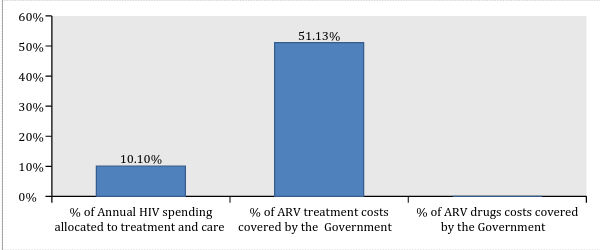 60%
50%
40%
30%
20%
10%
0%
10.10%
51.13%
% of Annual HIV spending
allocated to treatment and care
% of ARV treatment costs
covered by the Government
% of ARV drugs costs covered
by the Government